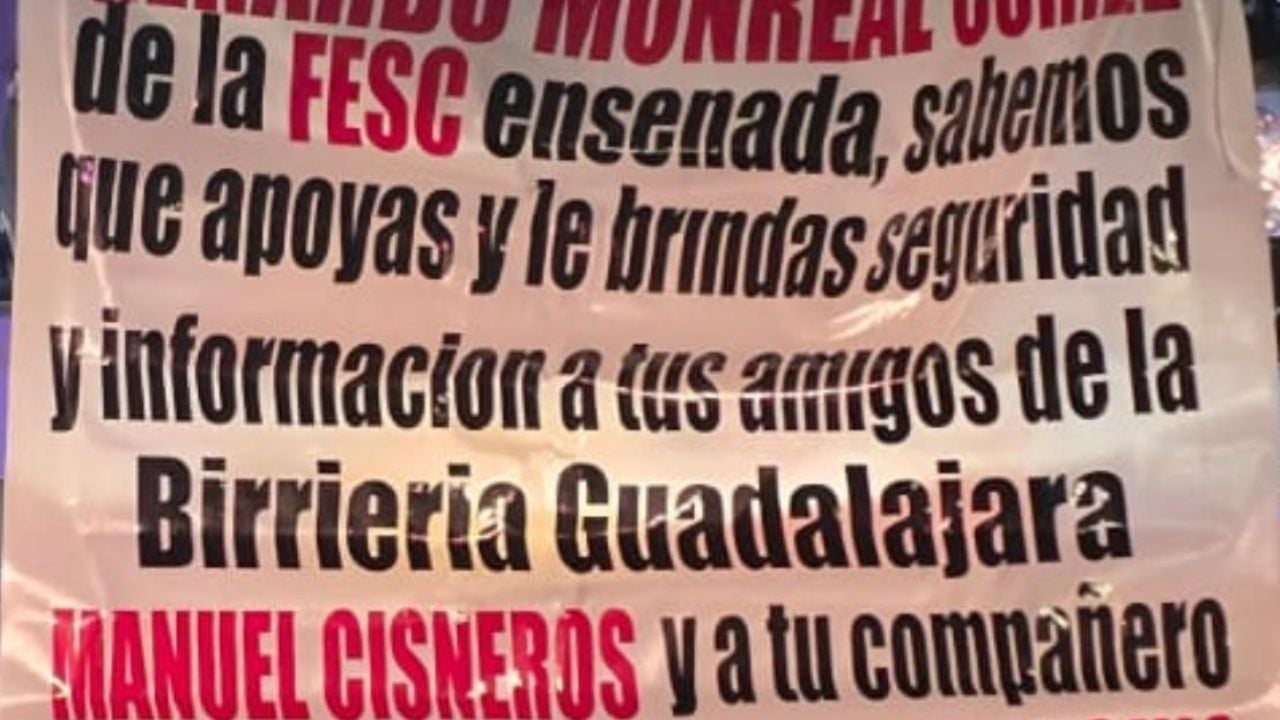 MONREAL
de la FESC ensenada, sabemos
que apoyas y le brindas seguridad
y informacion a tus amigos de la
Birrieria Guadalajara
MANUEL CISNEROS y a tu compañero